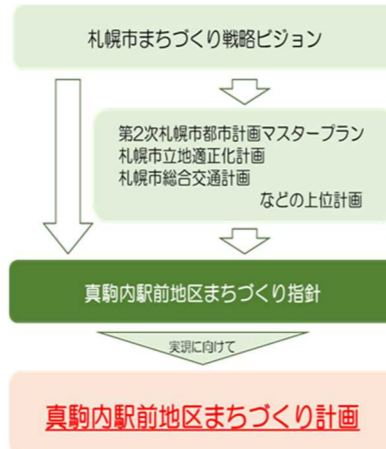 札幌市まちづくり戦略ビジョン
第2次札幌市都市計画マスタープラン
札幌市立地適正化計画
札幌市総合交通計画
などの上位計画
真駒内駅前地区まちづくり指針
実現に向けて
真駒内駅前地区まちづくり計画